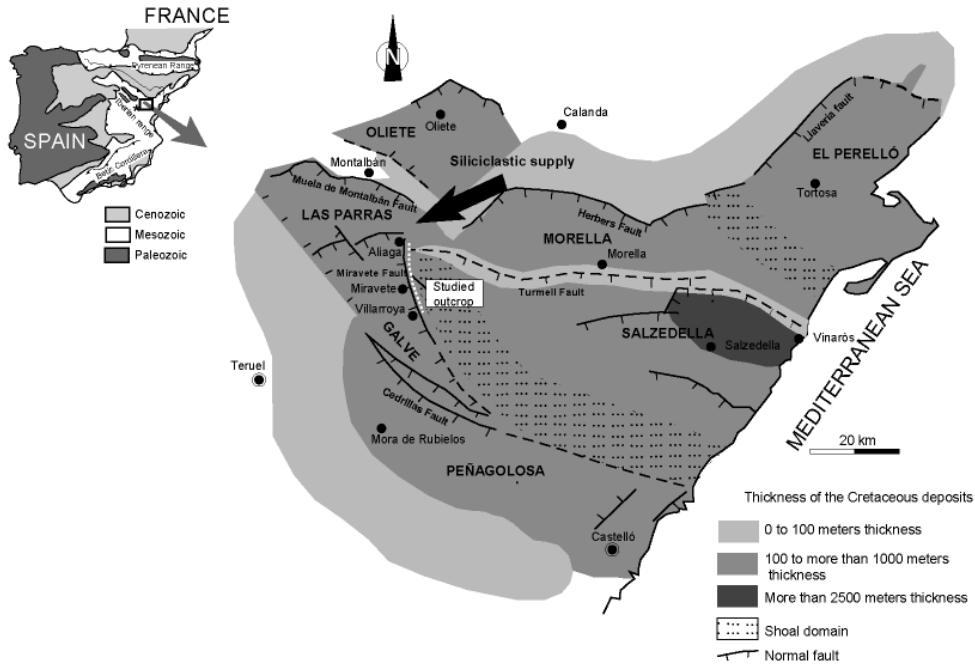 FRANCE
Pyrenean Range
Iberian range
SPAIN
Betic Cordillera
Cenozoic
Mesozoic
Paleozoic
N
Calanda
OLIETE
Oliete
Llaveria fault
Montalbán
Siliciclastic supply
EL PERELLÓ
Tortosa
Muela de Montalbán Fault
LAS PARRAS
Herbers Fault
MORELLA
Aliaga
Morella
Miravete Fault
Miravete
Studied
outcrop
Turmell Fault
Villarroya
SALZEDELLA
Salzedella
Vinaròs
GALVE
Teruel
MEDITERRANEAN SEA
Cedrillas Fault
Mora de Rubielos
20 km
PEÑAGOLOSA
Castelló
Thickness of the Cretaceous deposits
0 to 100 meters thickness
100 to more than 1000 meters
thickness
More than 2500 meters thickness
Shoal domain
Normal fault